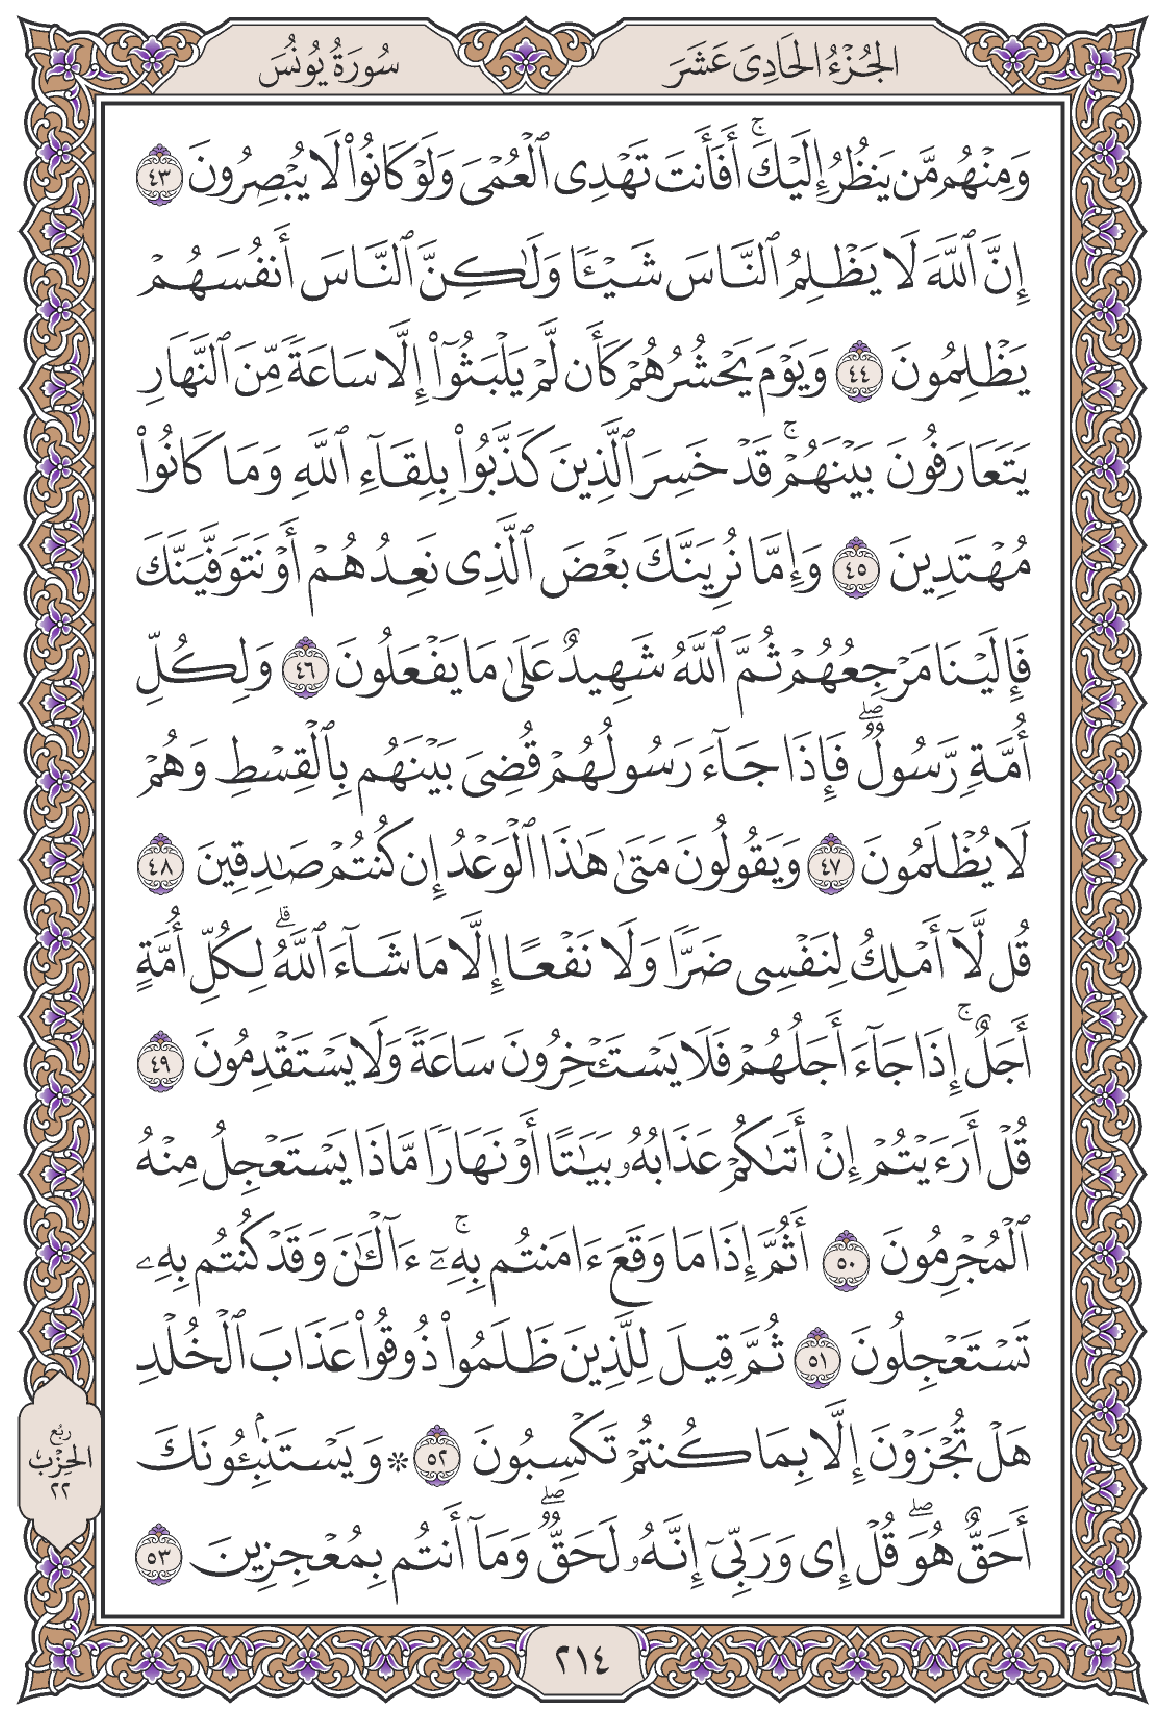 الجُزْءُ الحَادِى عَشَرَ
سُورَةُ يُونُسَ
وَمِنْهُم مَّن يَنظُرُ إِلَيْكَۚ أَفَأَنتَ تَهْدِى ٱلْعُمْىَ وَلَوْ كَانُوا۟ لَا يُبْصِرُونَ ٤٣
إِنَّ ٱللَّهَ لَا يَظْلِمُ ٱلنَّاسَ شَيْـًٔا وَلَـٰكِنَّ ٱلنَّاسَ أَنفُسَهُمْ
يَظْلِمُونَ ٤٤ وَيَوْمَ يَحْشُرُهُمْ كَأَن لَّمْ يَلْبَثُوٓا۟ إِلَّا سَاعَةً مِّنَ ٱلنَّهَارِ
يَتَعَارَفُونَ بَيْنَهُمْۚ قَدْ خَسِرَ ٱلَّذِينَ كَذَّبُوا۟ بِلِقَآءِ ٱللَّهِ وَمَا كَانُوا۟
مُهْتَدِينَ ٤٥ وَإِمَّا نُرِيَنَّكَ بَعْضَ ٱلَّذِى نَعِدُهُمْ أَوْ نَتَوَفَّيَنَّكَ
فَإِلَيْنَا مَرْجِعُهُمْ ثُمَّ ٱللَّهُ شَهِيدٌ عَلَىٰ مَا يَفْعَلُونَ ٤٦ وَلِكُلِّ
أُمَّةٍ رَّسُولٌۖ فَإِذَا جَآءَ رَسُولُهُمْ قُضِىَ بَيْنَهُم بِٱلْقِسْطِ وَهُمْ
لَا يُظْلَمُونَ ٤٧ وَيَقُولُونَ مَتَىٰ هَـٰذَا ٱلْوَعْدُ إِن كُنتُمْ صَـٰدِقِينَ ٤٨
قُل لَّآ أَمْلِكُ لِنَفْسِى ضَرًّا وَلَا نَفْعًا إِلَّا مَا شَآءَ ٱللَّهُۗ لِكُلِّ أُمَّةٍ
أَجَلٌۚ إِذَا جَآءَ أَجَلُهُمْ فَلَا يَسْتَـْٔخِرُونَ سَاعَةً وَلَا يَسْتَقْدِمُونَ ٤٩
قُلْ أَرَءَيْتُمْ إِنْ أَتَىٰكُمْ عَذَابُهُۥ بَيَـٰتًا أَوْ نَهَارًا مَّاذَا يَسْتَعْجِلُ مِنْهُ
ٱلْمُجْرِمُونَ ٥٠ أَثُمَّ إِذَا مَا وَقَعَ ءَامَنتُم بِهِۦٓۚ ءَآلْـَٔـٰنَ وَقَدْ كُنتُم بِهِۦ
تَسْتَعْجِلُونَ ٥١ ثُمَّ قِيلَ لِلَّذِينَ ظَلَمُوا۟ ذُوقُوا۟ عَذَابَ ٱلْخُلْدِ
هَلْ تُجْزَوْنَ إِلَّا بِمَا كُنتُمْ تَكْسِبُونَ ٥٢ * وَيَسْتَنۢبِـُٔونَكَ
أَحَقٌّ هُوَۖ قُلْ إِى وَرَبِّىٓ إِنَّهُۥ لَحَقٌّۖ وَمَآ أَنتُم بِمُعْجِزِينَ ٥٣
رُبُع
الحِزْب
٢٢
٢١٤